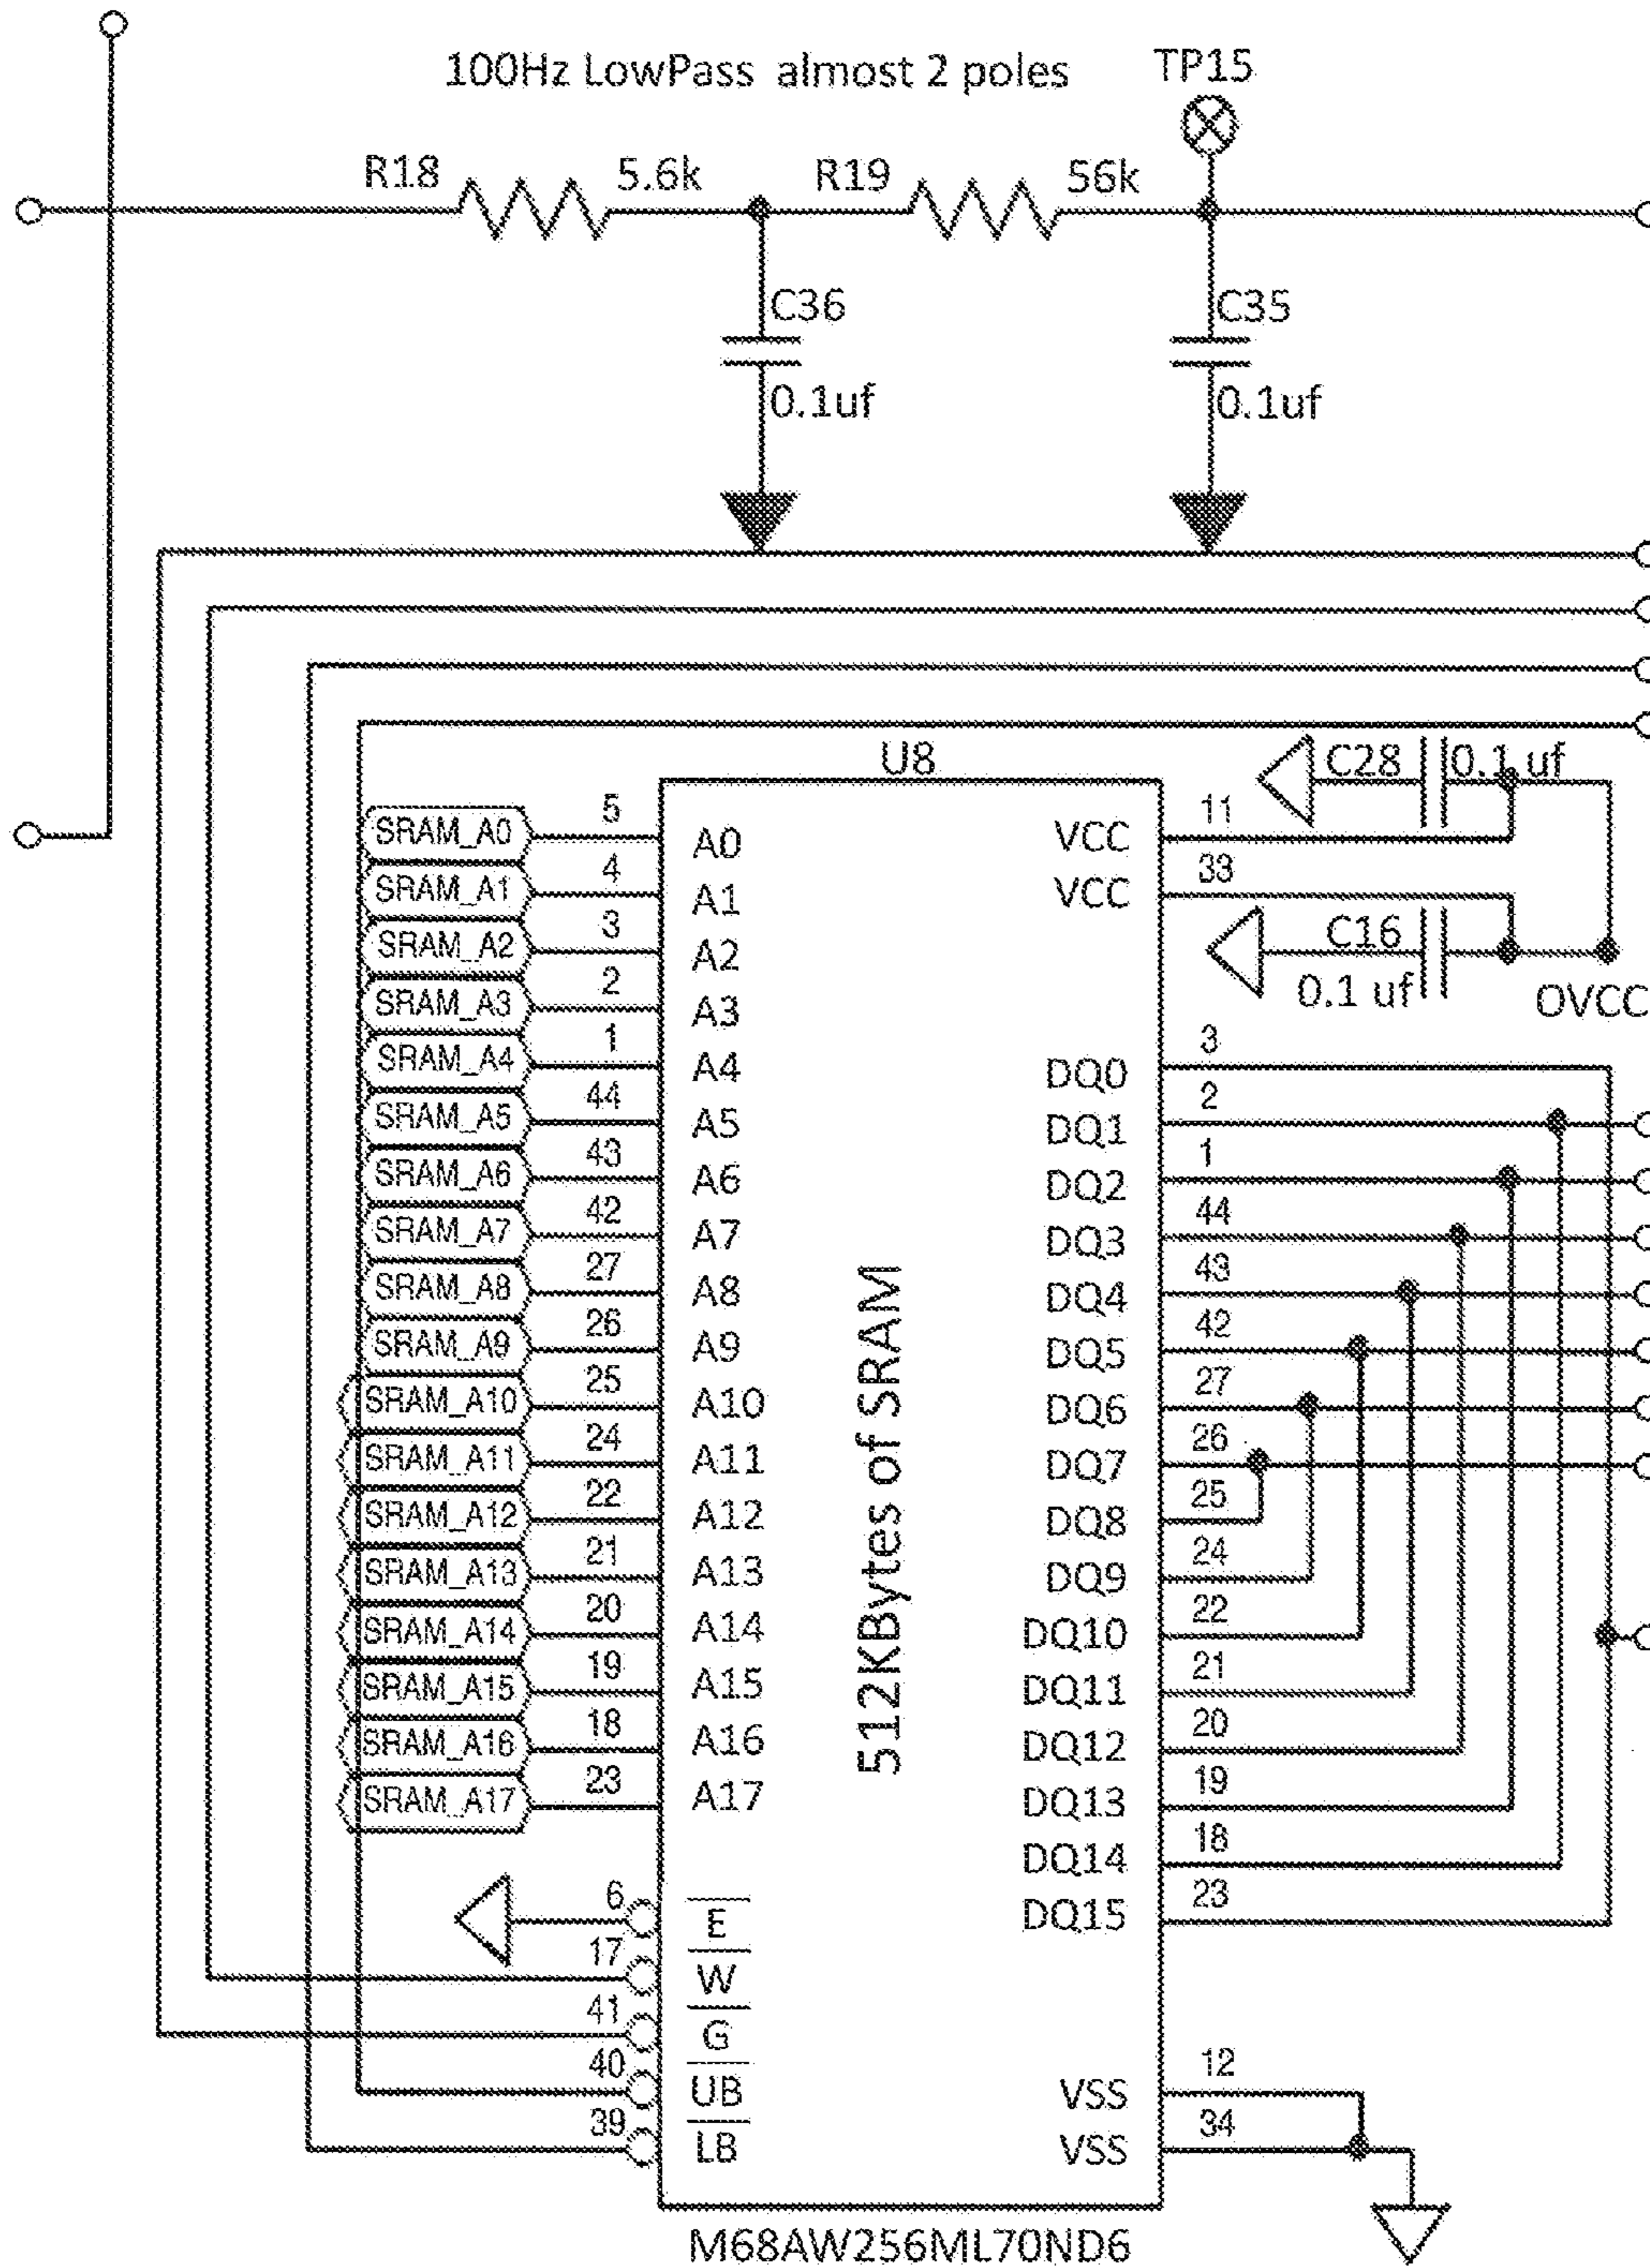 100Hz LowPass almost 2 poles
TP15
R18 5.6k R19 56k
C36 C35
0.1uf 0.1uf
U8
C28 0.1 uf
SRAM_A0 5 A0 VCC 11
SRAM_A1 4 A1 VCC 33
SRAM_A2 3 A2 C16
SRAM_A3 2 A3 0.1 uf OVCC
SRAM_A4 1 A4 DQ0 3
SRAM_A5 44 A5 DQ1 2
SRAM_A6 43 A6 DQ2 1
SRAM_A7 42 A7 DQ3 44
SRAM_A8 27 A8 DQ4 43
SRAM_A9 26 A9 DQ5 42
SRAM_A10 25 A10 DQ6 27
SRAM_A11 24 A11 DQ7 26
SRAM_A12 22 A12 DQ8 25
SRAM_A13 21 A13 DQ9 24
SRAM_A14 20 A14 DQ10 22
SRAM_A15 19 A15 DQ11 21
SRAM_A16 18 A16 DQ12 20
SRAM_A17 23 A17 DQ13 19
512KBytes of SRAM
DQ14 18
6 E DQ15 23
17 W
41 G
40 UB VSS 12
39 LB VSS 34
M68AW256ML70ND6